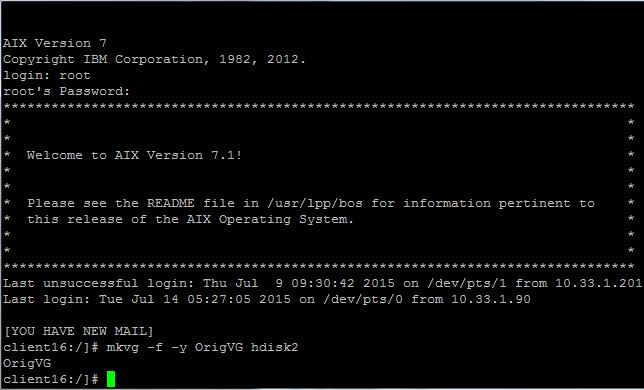 AIX Version 7
Copyright IBM Corporation, 1982, 2012.
login: root
root's Password:
*******************************************************************************
*                                                                             *
*                                                                             *
*  Welcome to AIX Version 7.1!                                                *
*                                                                             *
*                                                                             *
*  Please see the README file in /usr/lpp/bos for information pertinent to    *
*  this release of the AIX Operating System.                                  *
*                                                                             *
*                                                                             *
*******************************************************************************
Last unsuccessful login: Thu Jul  9 09:30:42 2015 on /dev/pts/1 from 10.33.1.201
Last login: Tue Jul 14 05:27:05 2015 on /dev/pts/0 from 10.33.1.90
[YOU HAVE NEW MAIL]
client16:/]# mkvg -f -y OrigVG hdisk2
OrigVG
client16:/]#